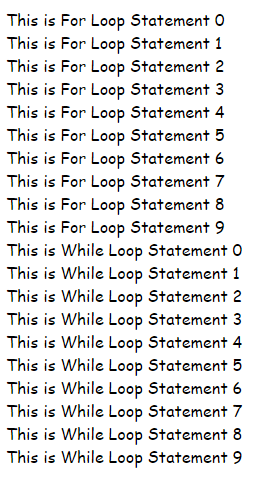 This is For Loop Statement 0
This is For Loop Statement 1
This is For Loop Statement 2
This is For Loop Statement 3
This is For Loop Statement 4
This is For Loop Statement 5
This is For Loop Statement 6
This is For Loop Statement 7
This is For Loop Statement 8
This is For Loop Statement 9
This is While Loop Statement 0
This is While Loop Statement 1
This is While Loop Statement 2
This is While Loop Statement 3
This is While Loop Statement 4
This is While Loop Statement 5
This is While Loop Statement 6
This is While Loop Statement 7
This is While Loop Statement 8
This is While Loop Statement 9